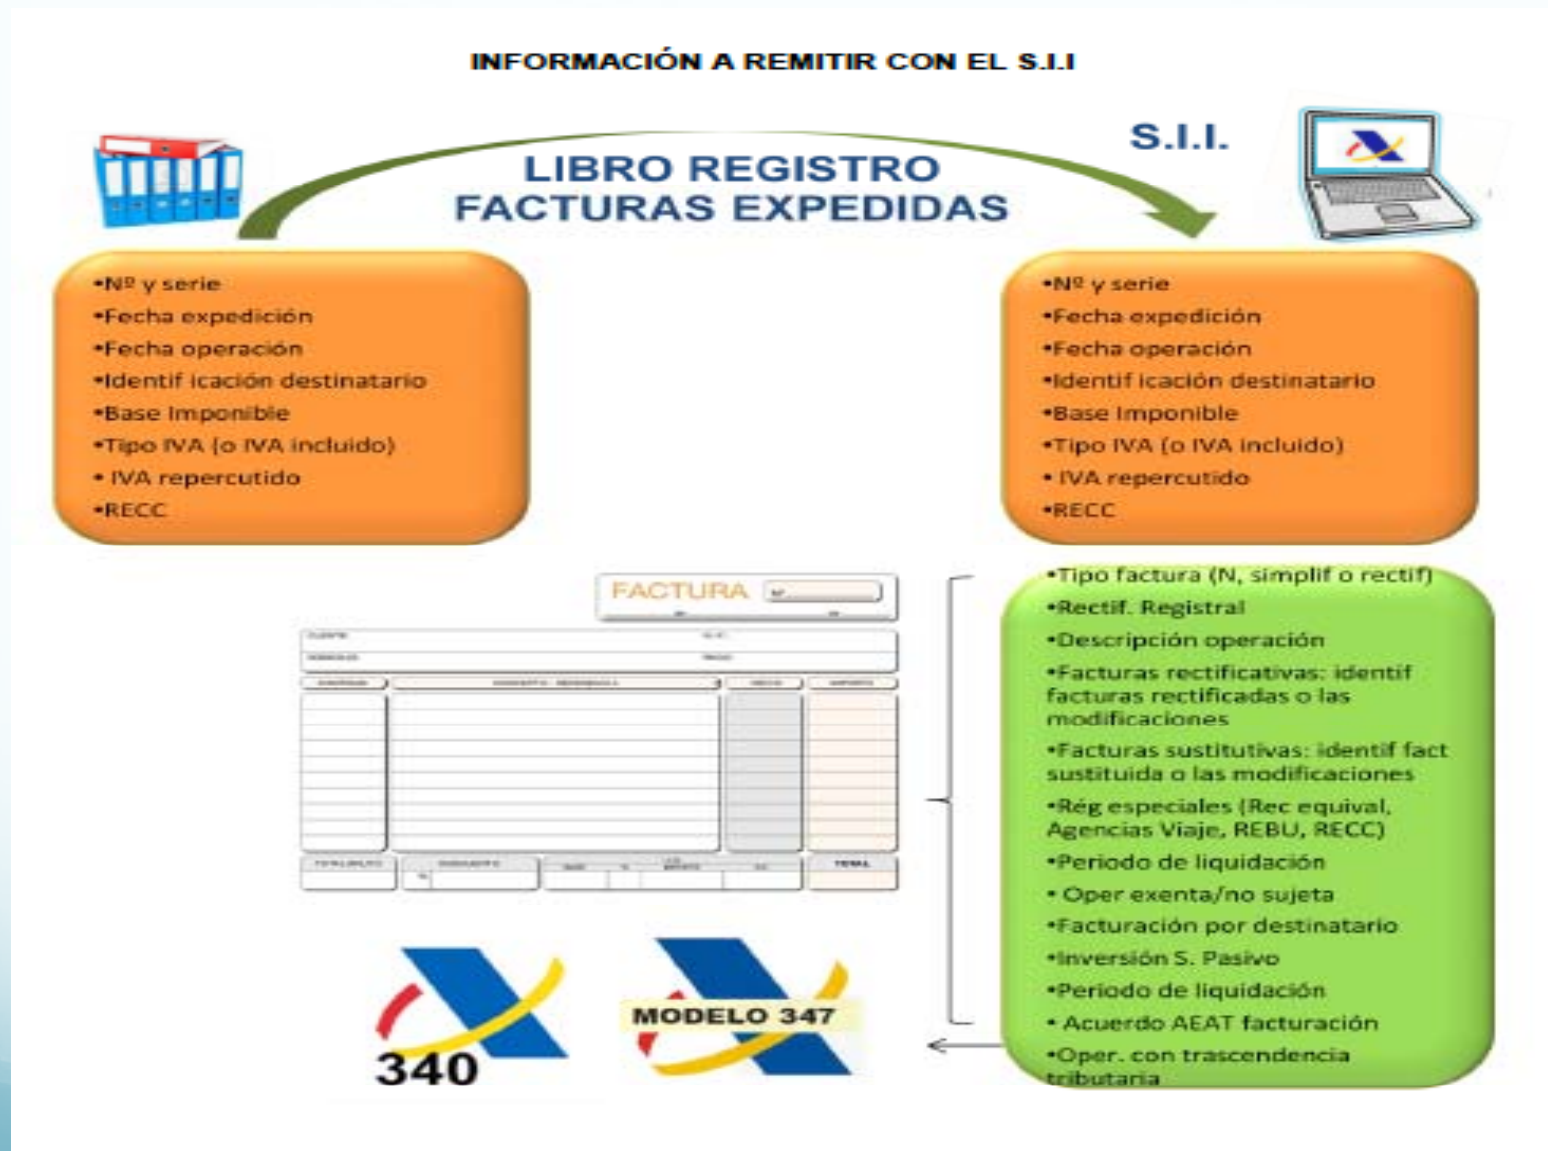 INFORMACIÓN A REMITIR CON EL S.I.I
S.I.I.
LIBRO REGISTRO
FACTURAS EXPEDIDAS
•Nº y serie
•Fecha expedición
•Fecha operación
•Identif icación destinatario
•Base Imponible
•Tipo IVA (o IVA incluido)
• IVA repercutido
•RECC
•Nº y serie
•Fecha expedición
•Fecha operación
•Identif icación destinatario
•Base Imponible
•Tipo IVA (o IVA incluido)
• IVA repercutido
•RECC
FACTURA
TOTAL
•Tipo factura (N, simplif o rectif)
•Rectif. Registral
•Descripción operación
•Facturas rectificativas: identif
facturas rectificadas o las
modificaciones
•Facturas sustitutivas: identif fact
sustituida o las modificaciones
•Rég especiales (Rec equival,
Agencias Viaje, REBU, RECC)
•Periodo de liquidación
• Oper exenta/no sujeta
•Facturación por destinatario
•Inversión S. Pasivo
•Periodo de liquidación
• Acuerdo AEAT facturación
•Oper. con trascendencia
tributaria
340
MODELO 347